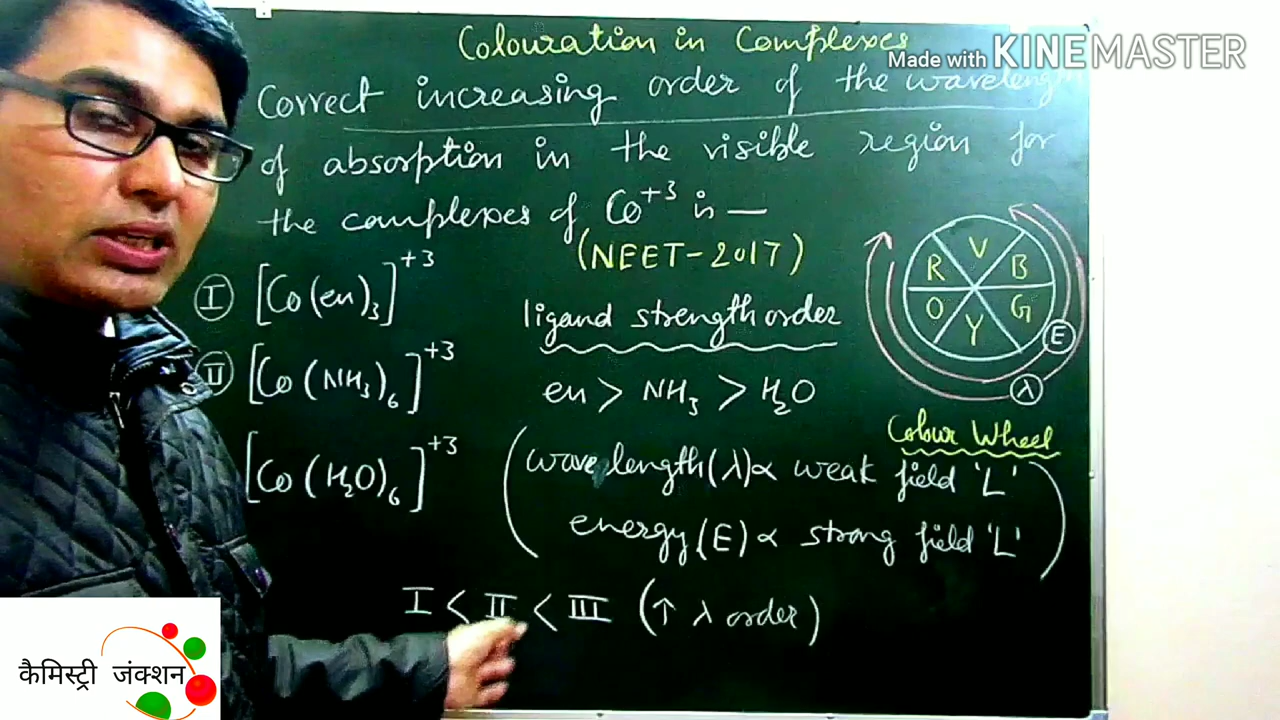 Colouration in Complexes
Made with KINEMASTER
Correct increasing order of the wavelength
of absorption in the visible region for
the complexes of Co+3 is —
(NEET-2017)
I [Co(en)3]+3
II [Co(NH3)6]+3
[Co(H2O)6]+3
ligand strength order
en > NH3 > H2O
(wavelength(λ)∝ weak field 'L'
energy(E)∝ strong field 'L')
V
R B
O G
Y
E
λ
Colour Wheel
I < II < III (↑ λ order)
कैमिस्ट्री जंक्शन